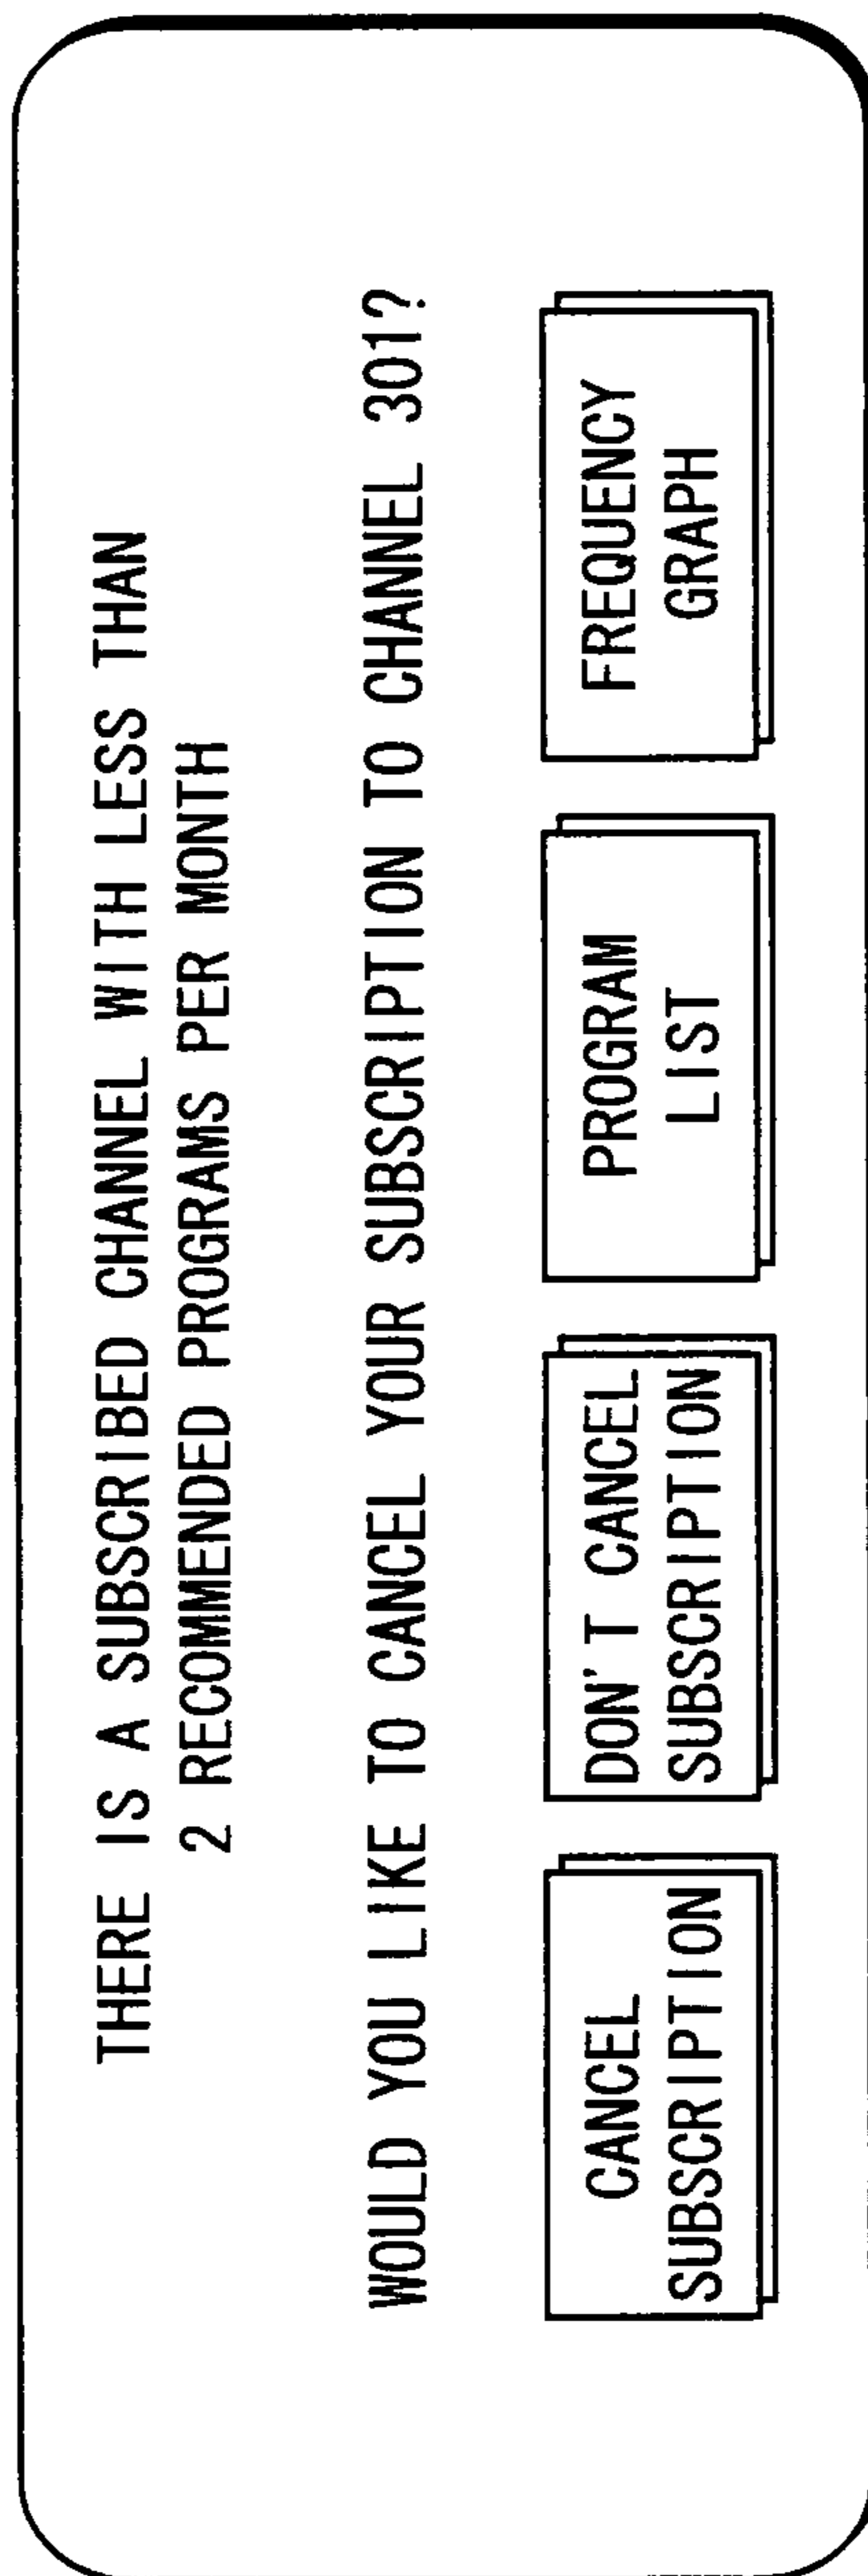 THERE IS A SUBSCRIBED CHANNEL WITH LESS THAN
2 RECOMMENDED PROGRAMS PER MONTH
WOULD YOU LIKE TO CANCEL YOUR SUBSCRIPTION TO CHANNEL 301?
CANCEL
SUBSCRIPTION
DON'T CANCEL
SUBSCRIPTION
PROGRAM
LIST
FREQUENCY
GRAPH